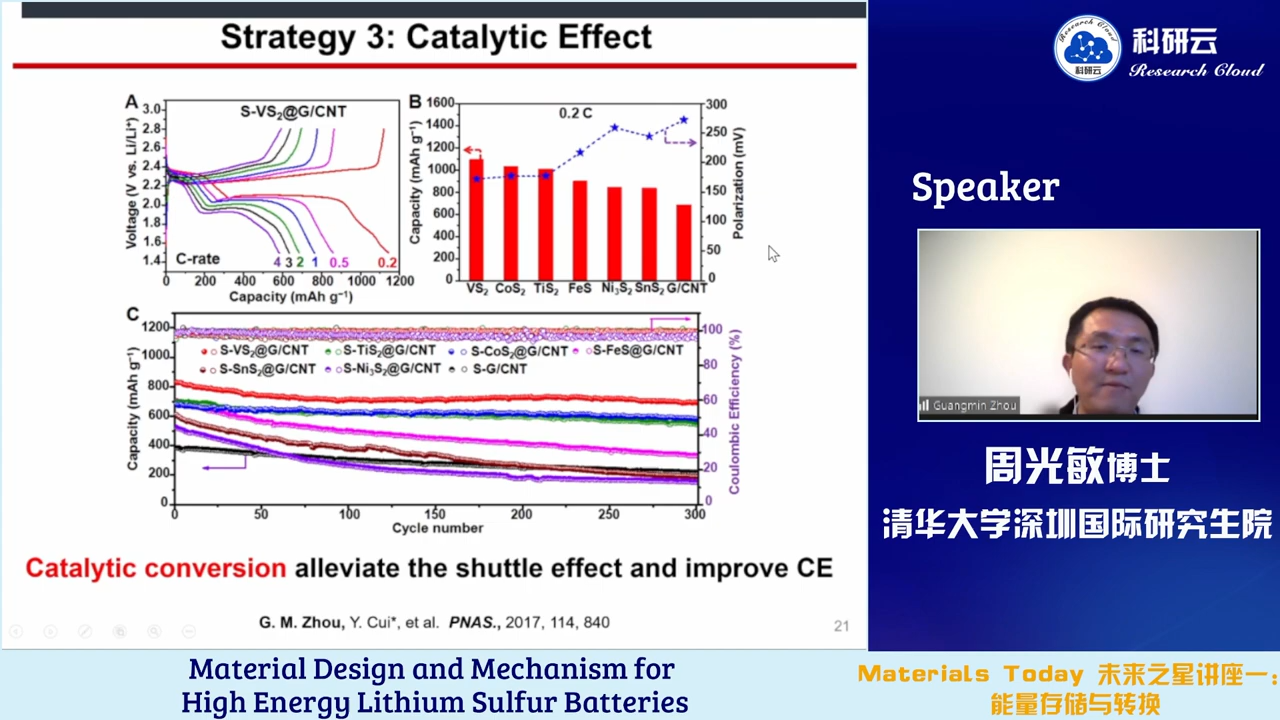 Strategy 3: Catalytic Effect
A
S-VS₂@G/CNT
Voltage (V vs. Li/Li⁺)
3.0
2.8
2.6
2.4
2.2
2.0
1.8
1.6
1.4
C-rate
4 3 2 1 0.5 0.2
0 200 400 600 800 1000 1200
Capacity (mAh g⁻¹)
B
0.2 C
Capacity (mAh g⁻¹)
1600
1400
1200
1000
800
600
400
200
0
300
250
200
150
100
50
0
Polarization (mV)
VS₂ CoS₂ TiS₂ FeS Ni₃S₂ SnS₂ G/CNT
C
Capacity (mAh g⁻¹)
1200
1000
800
600
400
200
0
S-VS₂@G/CNT S-TiS₂@G/CNT S-CoS₂@G/CNT S-FeS@G/CNT
S-SnS₂@G/CNT S-Ni₃S₂@G/CNT S-G/CNT
100
80
60
40
20
0
Coulombic Efficiency (%)
0 50 100 150 200 250 300
Cycle number
Catalytic conversion alleviate the shuttle effect and improve CE
G. M. Zhou, Y. Cui*, et al. PNAS., 2017, 114, 840
21
Research Cloud
科研云
科研云
Research Cloud
Speaker
Guangmin Zhou
周光敏博士
清华大学深圳国际研究生院
Material Design and Mechanism for
High Energy Lithium Sulfur Batteries
Materials Today 未来之星讲座一：
能量存储与转换